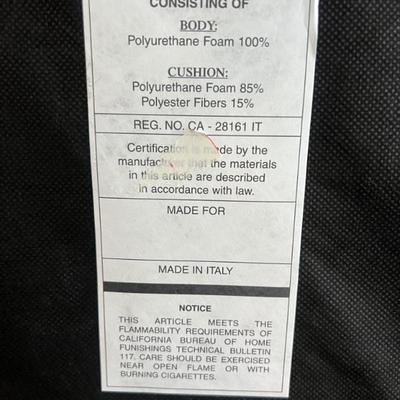 CONSISTING OF
BODY:
Polyurethane Foam 100%
CUSHION:
Polyurethane Foam 85%
Polyester Fibers 15%
REG. NO. CA - 28161 IT
Certification is made by the
manufacturer that the materials
in this article are described
in accordance with law.
MADE FOR
MADE IN ITALY
NOTICE
THIS ARTICLE MEETS THE
FLAMMABILITY REQUIREMENTS OF
CALIFORNIA BUREAU OF HOME
FUNISHINGS TECHNICAL BULLETIN
117. CARE SHOULD BE EXERCISED
NEAR OPEN FLAME OR WITH
BURNING CIGARETTES.